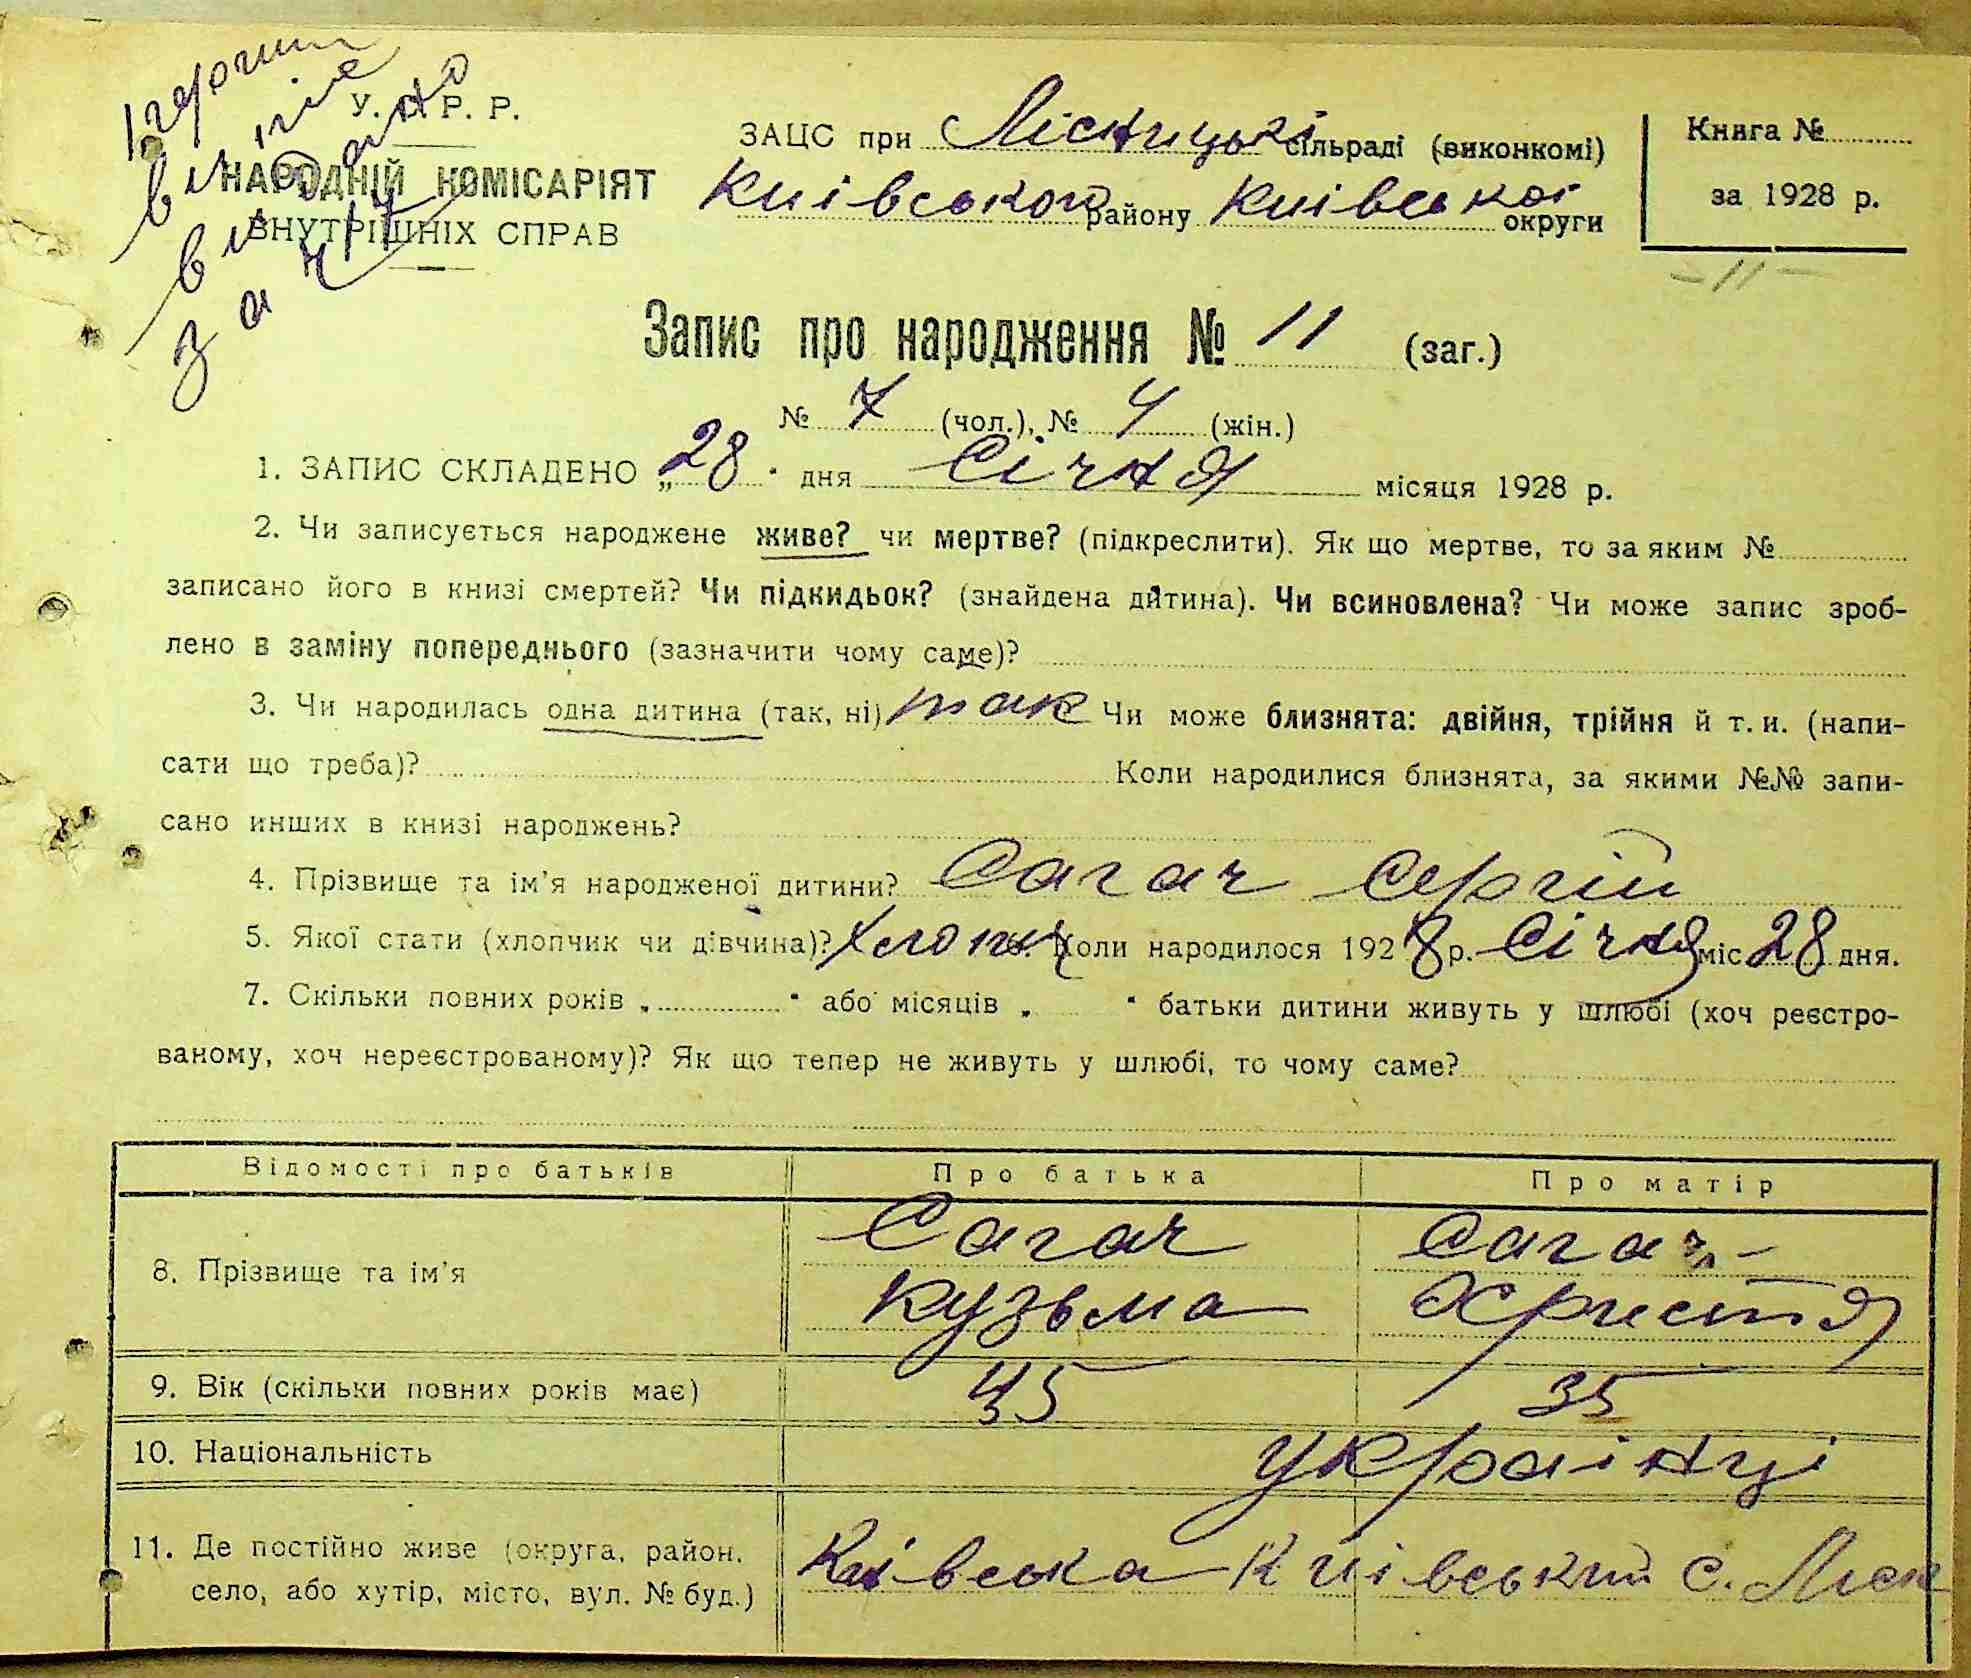 У. С. Р. Р.
НАРОДНІЙ КОМІСАРІЯТ
ВНУТРІШНІХ СПРАВ
ЗАЦС при Лісницькі сільраді (виконкомі)
Київського району Київської округи
Книга №
за 1928 р.
-11-
Запис про народження № 11 (заг.)
№ 7 (чол.), № 4 (жін.)
1. ЗАПИС СКЛАДЕНО „28" дня Січня місяця 1928 р.
2. Чи записується народжене живе? чи мертве? (підкреслити). Як що мертве, то за яким №
записано його в книзі смертей? Чи підкидьок? (знайдена дитина). Чи всиновлена? Чи може запис зроб-
лено в заміну попереднього (зазначити чому саме)?
3. Чи народилась одна дитина (так, ні) так Чи може близнята: двійня, трійня й т. и. (напи-
сати що треба)? Коли народилися близнята, за якими №№ запи-
сано инших в книзі народжень?
4. Прізвище та ім'я народженої дитини? Сагач Сергій
5. Якої стати (хлопчик чи дівчина)? Хлопч Коли народилося 1928 р. Січня міс. 28 дня.
7. Скільки повних років „ " або місяців „ " батьки дитини живуть у шлюбі (хоч реєстро-
ваному, хоч нереєстрованому)? Як що тепер не живуть у шлюбі, то чому саме?
Відомості про батьків Про батька Про матір
8. Прізвище та ім'я Сагач Кузьма Сагач Христя
9. Вік (скільки повних років має) 45 35
10. Національність українці
11. Де постійно живе (округа, район, село, або хутір, місто, вул. № буд.) Київська Київський с. Лісн